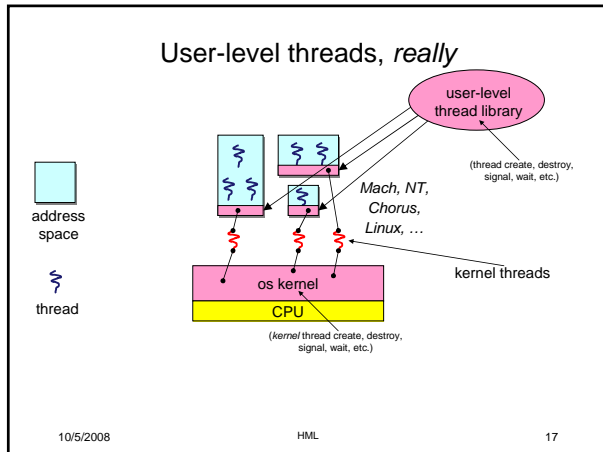 User-level threads, really
user-level
thread library
(thread create, destroy,
signal, wait, etc.)
address
space
thread
Mach, NT,
Chorus,
Linux, …
os kernel
CPU
kernel threads
(kernel thread create, destroy,
signal, wait, etc.)
10/5/2008
HML
17